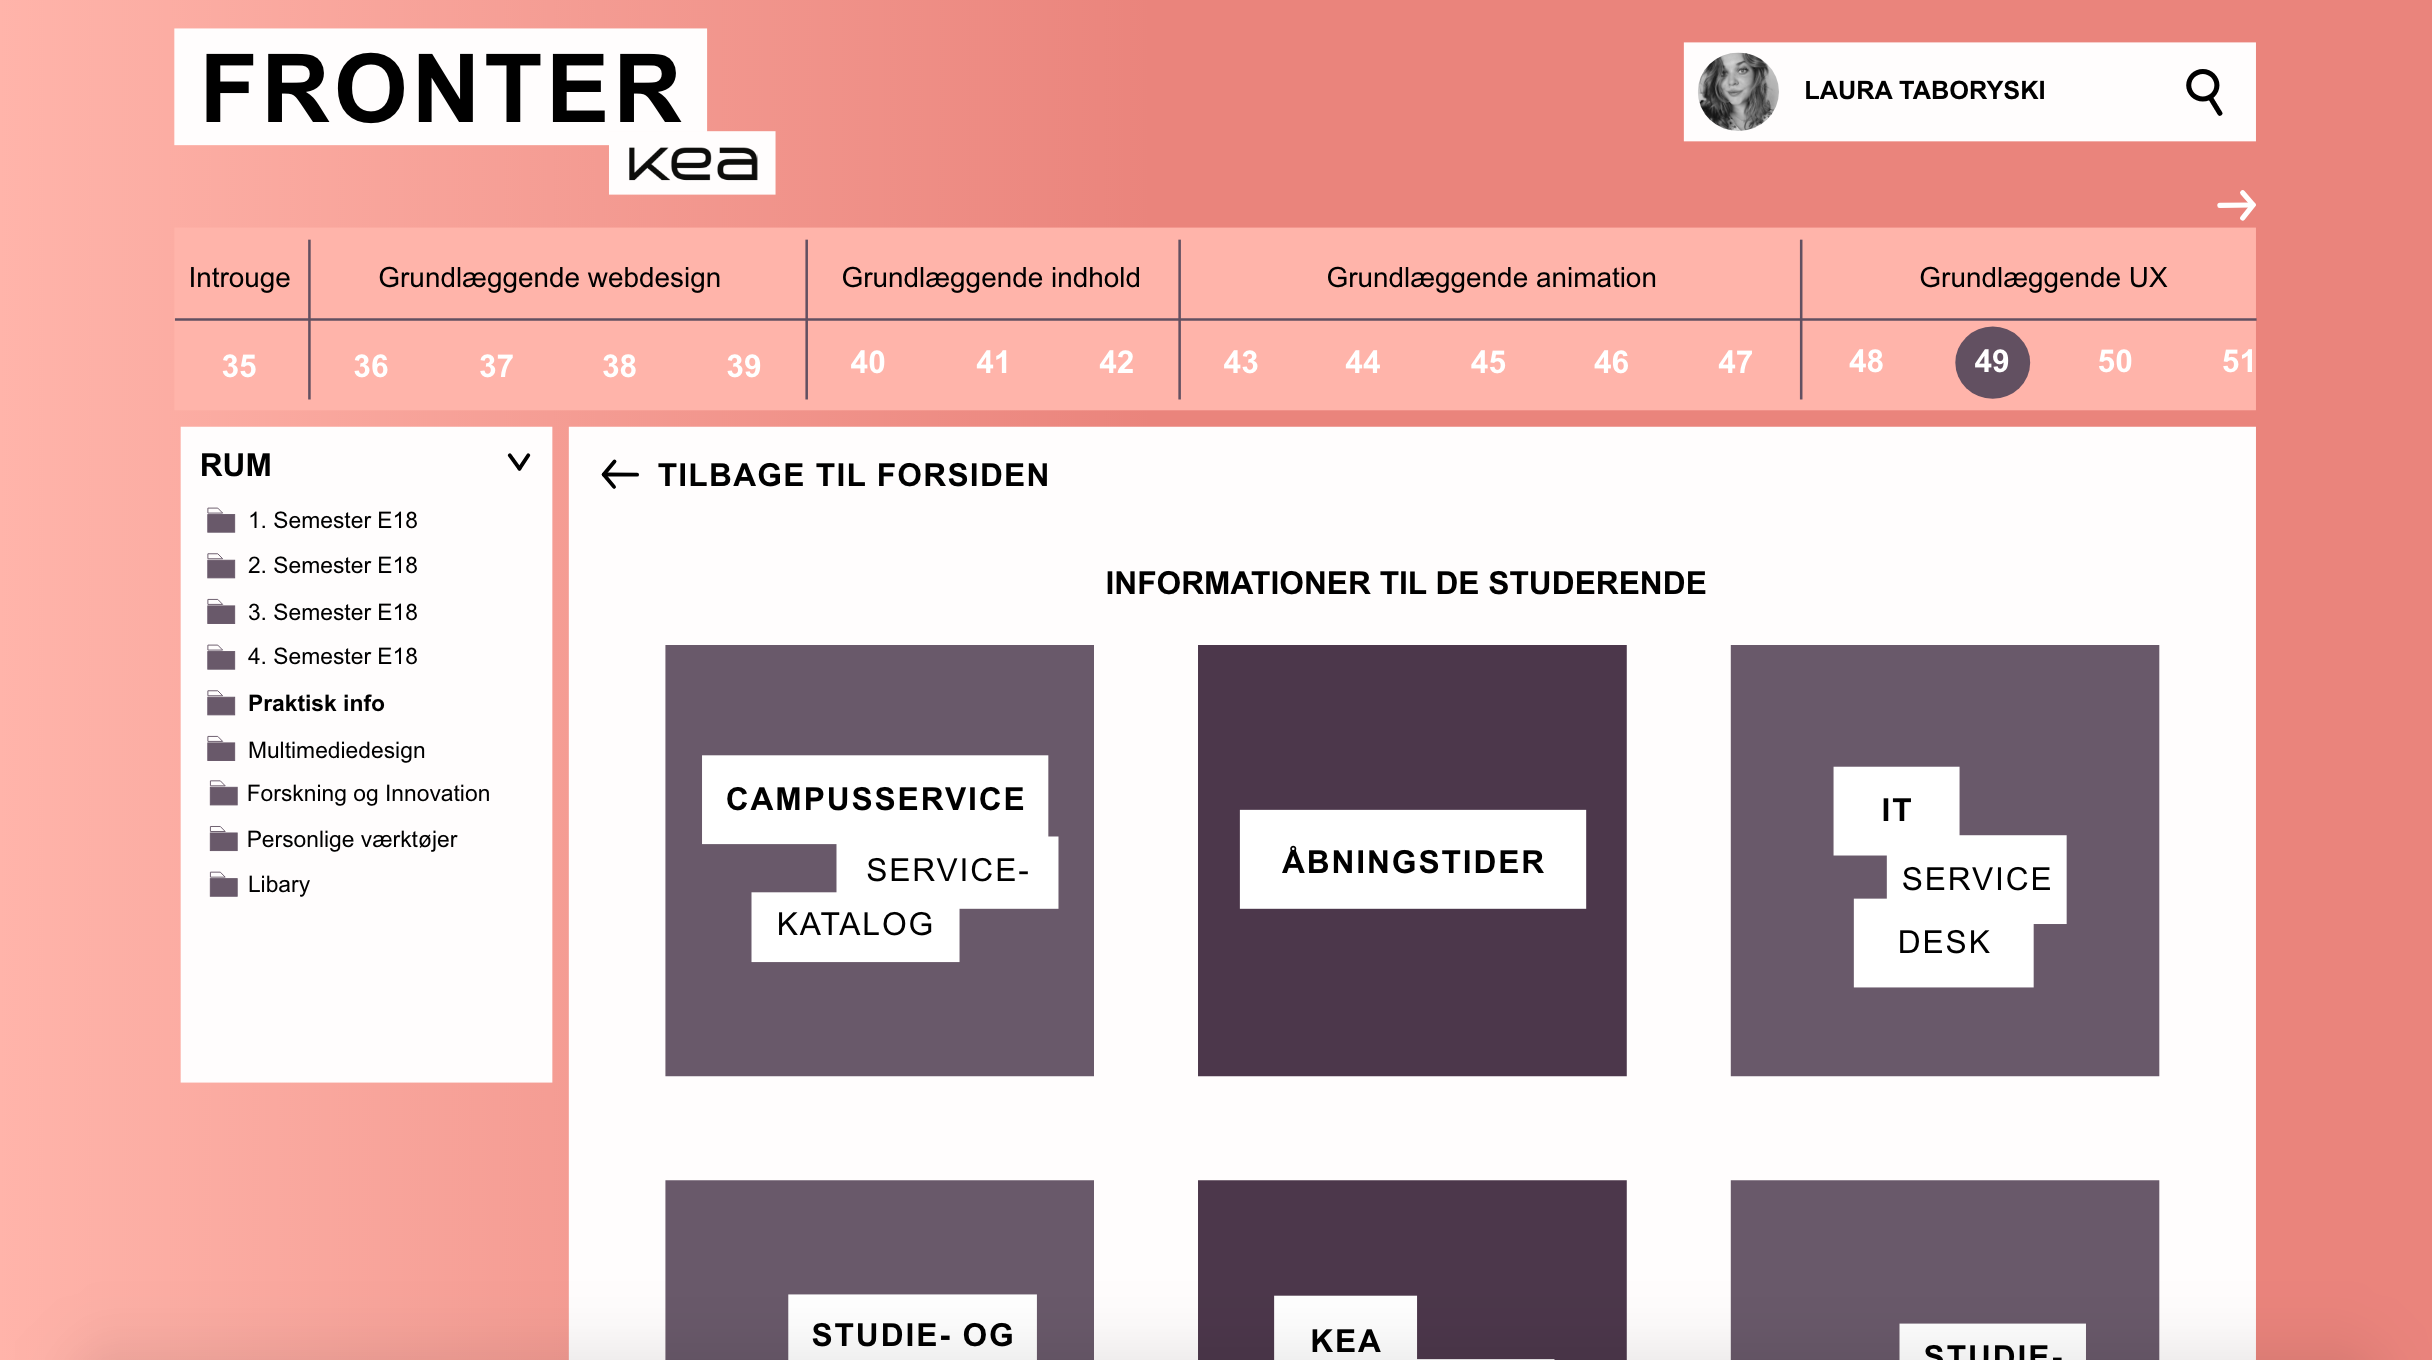 FRONTER
kea
LAURA TABORYSKI
Introuge
Grundlæggende webdesign
Grundlæggende indhold
Grundlæggende animation
Grundlæggende UX
35 36 37 38 39 40 41 42 43 44 45 46 47 48 49 50 51
RUM
1. Semester E18
2. Semester E18
3. Semester E18
4. Semester E18
Praktisk info
Multimediedesign
Forskning og Innovation
Personlige værktøjer
Libary
TILBAGE TIL FORSIDEN
INFORMATIONER TIL DE STUDERENDE
CAMPUSSERVICE
SERVICE-
KATALOG
ÅBNINGSTIDER
IT
SERVICE
DESK
STUDIE- OG
KEA
STUDIE-